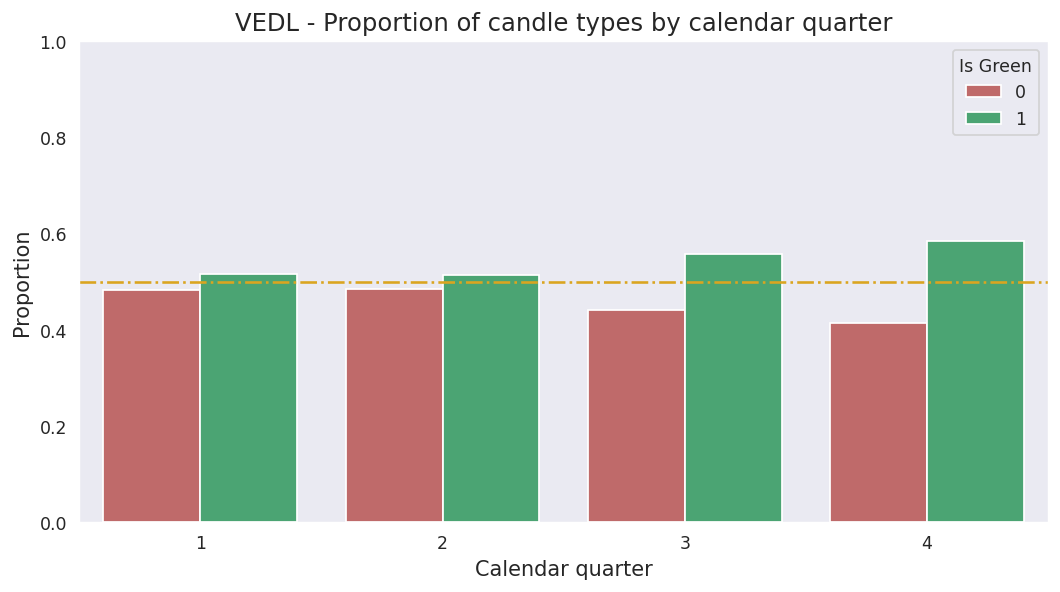 VEDL - Proportion of candle types by calendar quarter
1.0
0.8
0.6
0.4
0.2
0.0
Proportion
Is Green
0
1
1 2 3 4
Calendar quarter